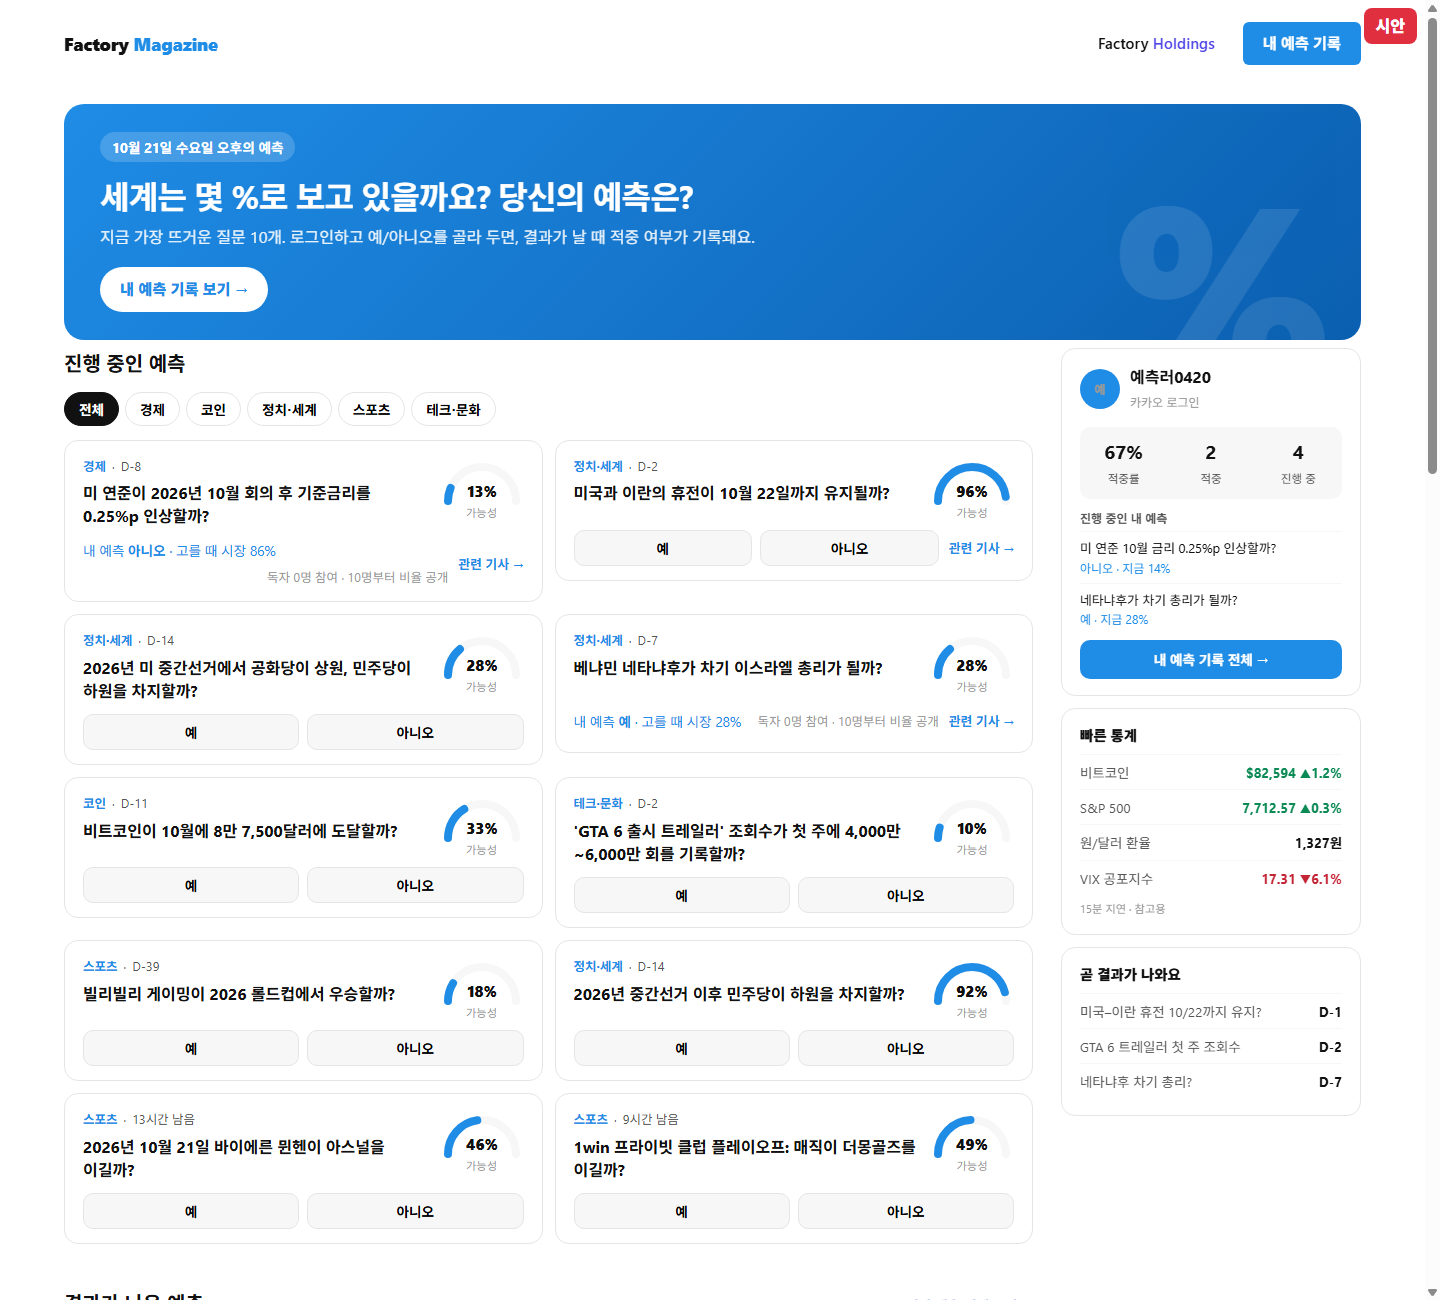 Factory Magazine
Factory Holdings
내 예측 기록
시안
10월 21일 수요일 오후의 예측
세계는 몇 %로 보고 있을까요? 당신의 예측은?
지금 가장 뜨거운 질문 10개. 로그인하고 예/아니오를 골라 두면, 결과가 날 때 적중 여부가 기록돼요.
내 예측 기록 보기 →
%
진행 중인 예측
전체
경제
코인
정치·세계
스포츠
테크·문화
경제 · D-8
미 연준이 2026년 10월 회의 후 기준금리를
0.25%p 인상할까?
13%
가능성
내 예측 아니오 · 고를 때 시장 86%
독자 0명 참여 · 10명부터 비율 공개
관련 기사 →
정치·세계 · D-2
미국과 이란의 휴전이 10월 22일까지 유지될까?
96%
가능성
예
아니오
관련 기사 →
정치·세계 · D-14
2026년 미 중간선거에서 공화당이 상원, 민주당이
하원을 차지할까?
28%
가능성
예
아니오
정치·세계 · D-7
베냐민 네타냐후가 차기 이스라엘 총리가 될까?
28%
가능성
내 예측 예 · 고를 때 시장 28%
독자 0명 참여 · 10명부터 비율 공개
관련 기사 →
코인 · D-11
비트코인이 10월에 8만 7,500달러에 도달할까?
33%
가능성
예
아니오
테크·문화 · D-2
'GTA 6 출시 트레일러' 조회수가 첫 주에 4,000만
~6,000만 회를 기록할까?
10%
가능성
예
아니오
스포츠 · D-39
빌리빌리 게이밍이 2026 롤드컵에서 우승할까?
18%
가능성
예
아니오
정치·세계 · D-14
2026년 중간선거 이후 민주당이 하원을 차지할까?
92%
가능성
예
아니오
스포츠 · 13시간 남음
2026년 10월 21일 바이에른 뮌헨이 아스널을
이길까?
46%
가능성
예
아니오
스포츠 · 9시간 남음
1win 프라이빗 클럽 플레이오프: 매직이 더몽골즈를
이길까?
49%
가능성
예
아니오
예
예측러0420
카카오 로그인
67%
적중률
2
적중
4
진행 중
진행 중인 내 예측
미 연준 10월 금리 0.25%p 인상할까?
아니오 · 지금 14%
네타냐후가 차기 총리가 될까?
예 · 지금 28%
내 예측 기록 전체 →
빠른 통계
비트코인 $82,594 ▲1.2%
S&P 500 7,712.57 ▲0.3%
원/달러 환율 1,327원
VIX 공포지수 17.31 ▼6.1%
15분 지연 · 참고용
곧 결과가 나와요
미국–이란 휴전 10/22까지 유지? D-1
GTA 6 트레일러 첫 주 조회수 D-2
네타냐후 차기 총리? D-7